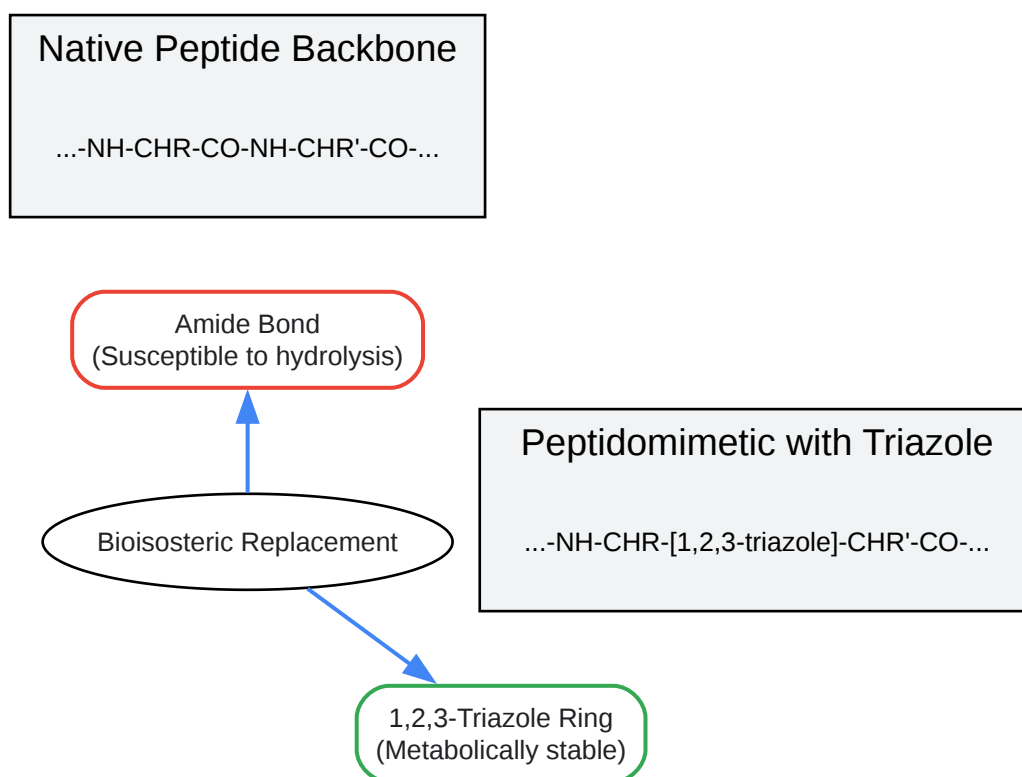 Native Peptide Backbone
...-NH-CHR-CO-NH-CHR'-CO-...
Amide Bond
(Susceptible to hydrolysis)
Peptidomimetic with Triazole
...-NH-CHR-[1,2,3-triazole]-CHR'-CO-...
Bioisosteric Replacement
1,2,3-Triazole Ring
(Metabolically stable)